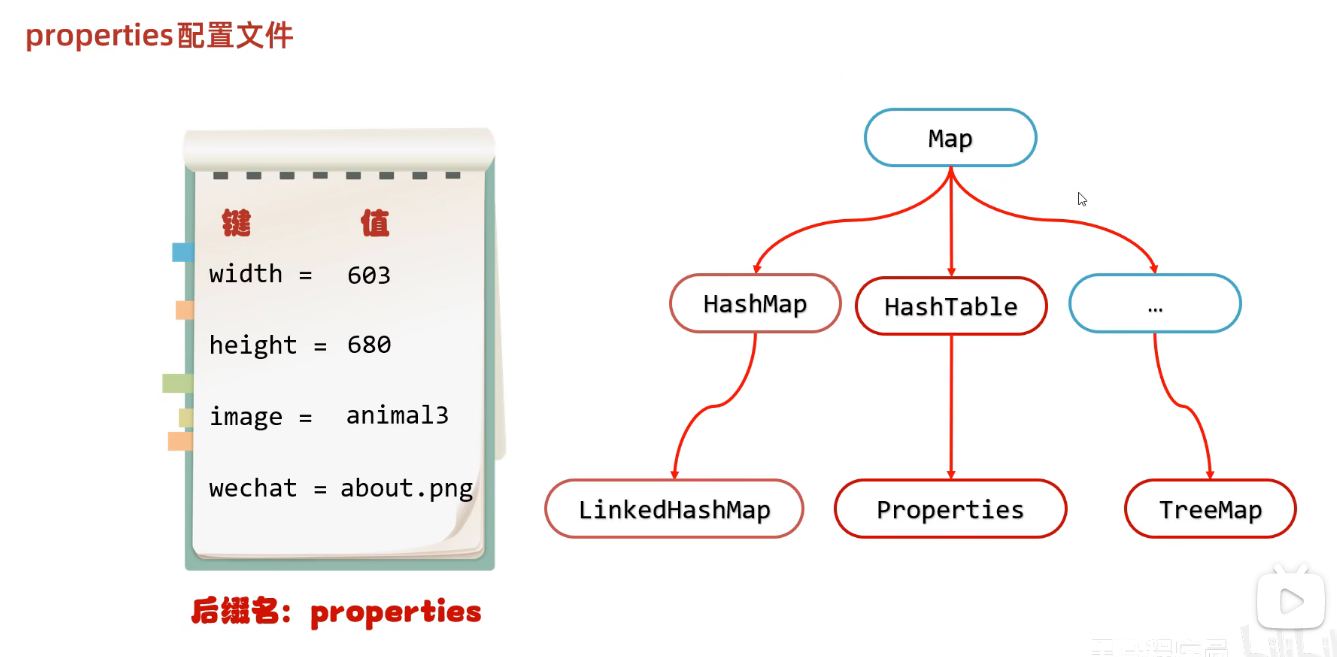 properties配置文件
键 值
width = 603
height = 680
image = animal3
wechat = about.png
后缀名：properties
Map
HashMap HashTable …
LinkedHashMap Properties TreeMap